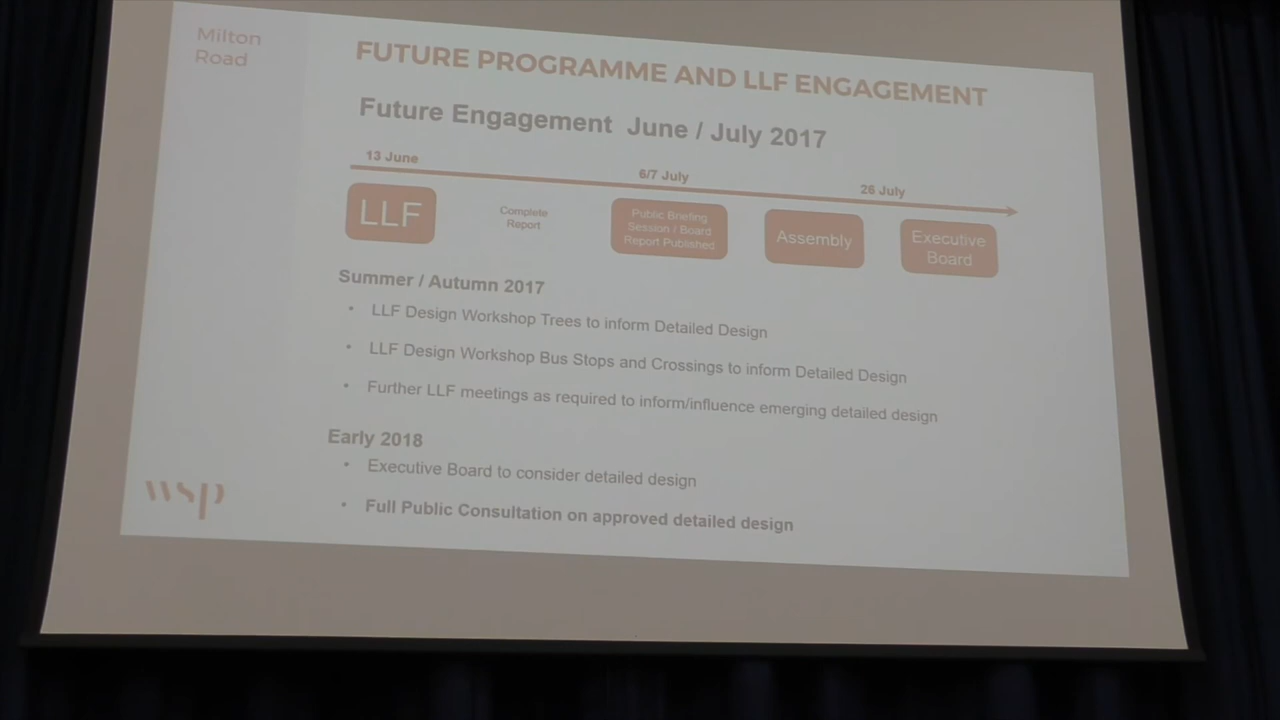 Milton
Road
FUTURE PROGRAMME AND LLF ENGAGEMENT
Future Engagement June / July 2017
13 June
6/7 July
26 July
LLF
Complete
Report
Public Briefing
Session / Board
Report Published
Assembly
Executive
Board
Summer / Autumn 2017
• LLF Design Workshop Trees to inform Detailed Design
• LLF Design Workshop Bus Stops and Crossings to inform Detailed Design
• Further LLF meetings as required to inform/influence emerging detailed design
Early 2018
• Executive Board to consider detailed design
• Full Public Consultation on approved detailed design
wsp